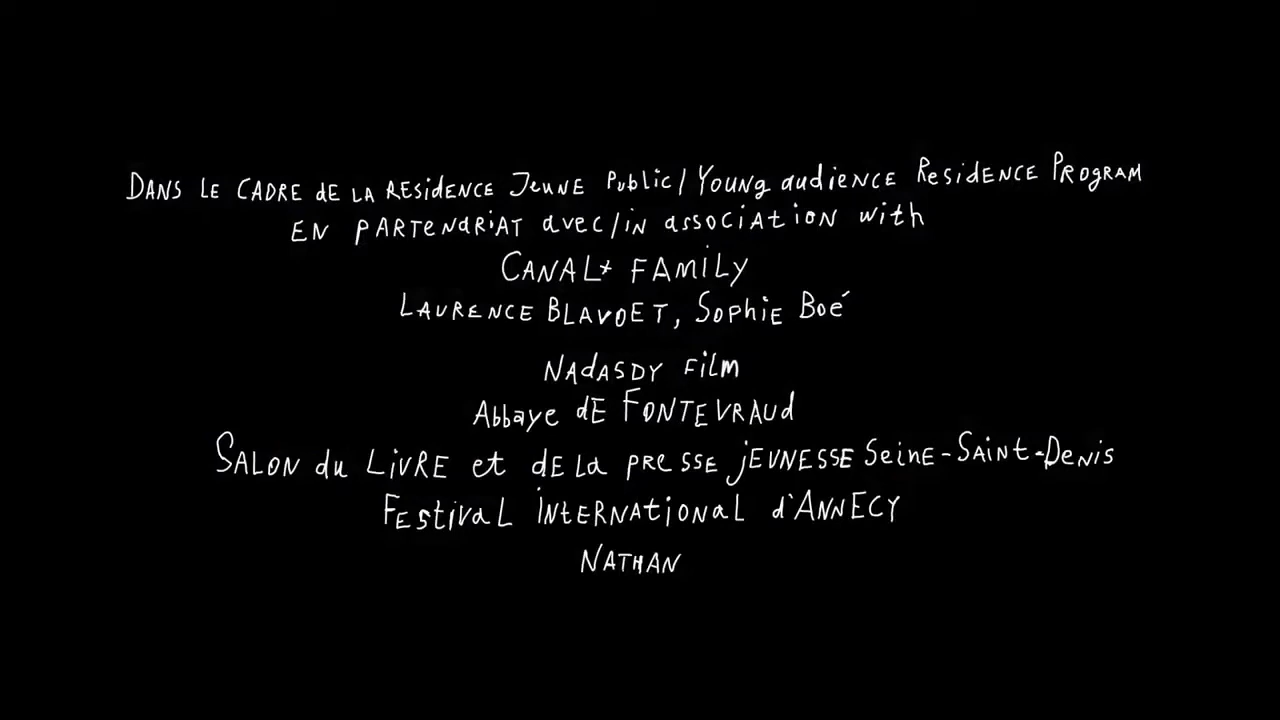 DANS LE CADRE dE LA RESidENCE JEUNE Public/YOUNg audiENCE RESidENCE PROGRAM
EN PARTENARIAT avEc/iN associatioN with
CANAL+ FAMiLY
LAURENCE BLAVOET, SOPhiE Boé
NAdASDY FiLm
Abbaye dE FONTEVRAUd
SALON du LiVRE et dE La PRESSE jEUNESSE SEiNE-SaiNT-DENiS
FEStivaL iNtERNATiONaL d'ANNECY
NATHAN